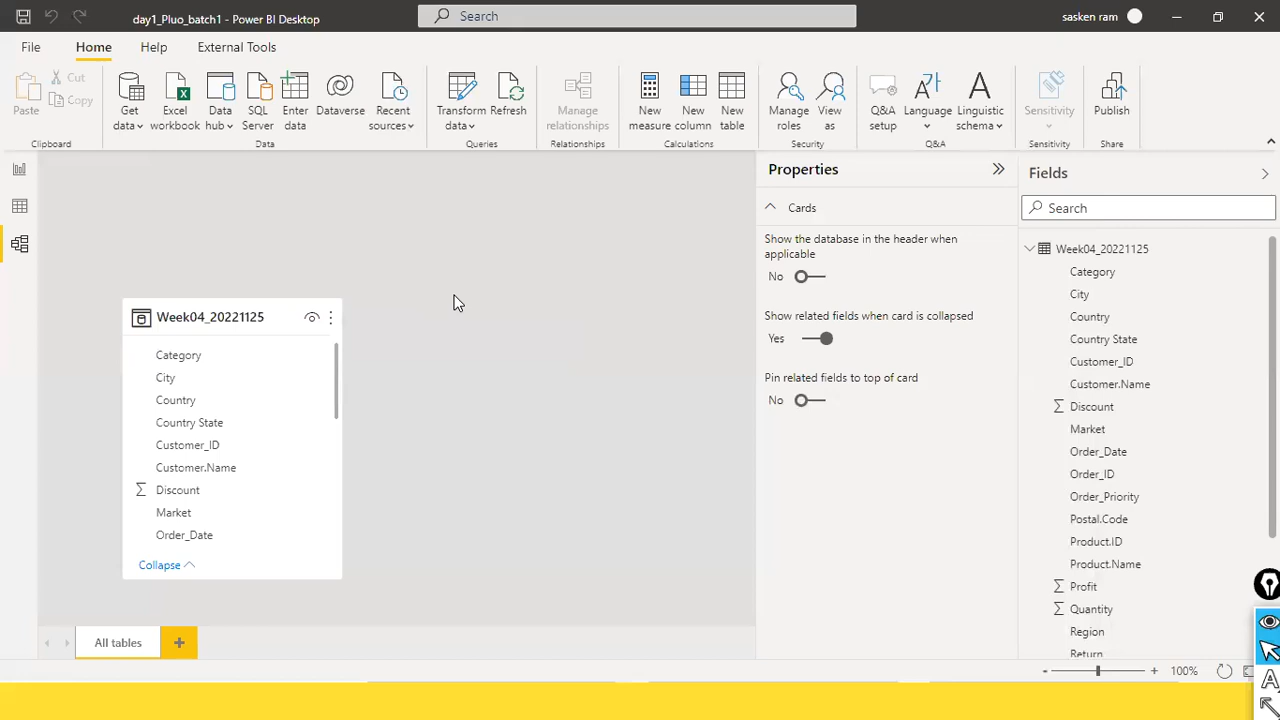 day1_Pluo_batch1 - Power BI Desktop
Search
sasken ram
File
Home
Help
External Tools
Paste
Cut
Copy
Clipboard
Get data
Excel workbook
Data hub
SQL Server
Enter data
Dataverse
Recent sources
Data
Transform data
Refresh
Queries
Manage relationships
Relationships
New measure
New column
New table
Calculations
Manage roles
View as
Security
Q&A setup
Language
Linguistic schema
Q&A
Sensitivity
Sensitivity
Publish
Share
Week04_20221125
Category
City
Country
Country State
Customer_ID
Customer.Name
Discount
Market
Order_Date
Collapse
All tables
Properties
Cards
Show the database in the header when
applicable
No
Show related fields when card is collapsed
Yes
Pin related fields to top of card
No
Fields
Search
Week04_20221125
Category
City
Country
Country State
Customer_ID
Customer.Name
Discount
Market
Order_Date
Order_ID
Order_Priority
Postal.Code
Product.ID
Product.Name
Profit
Quantity
Region
Return
100%